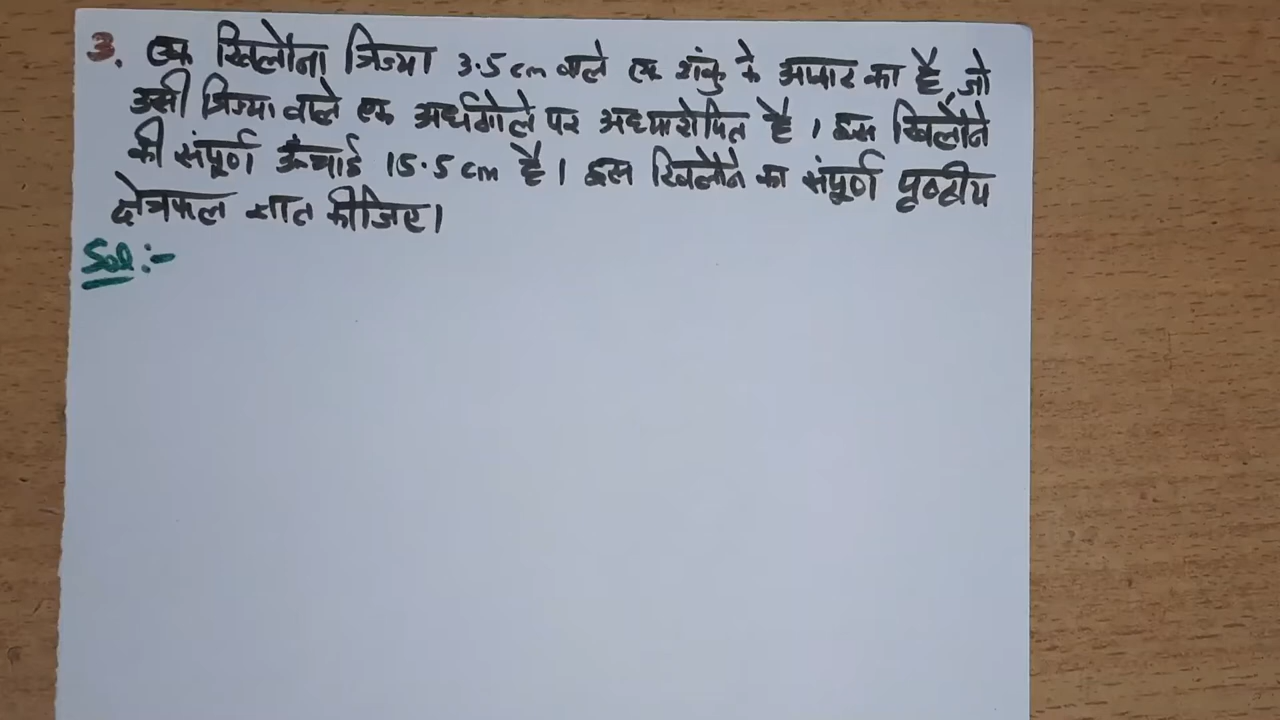 3. एक खिलौना त्रिज्या 3.5 cm वाले एक शंकु के आकार का है, जो
उसी त्रिज्या वाले एक अर्धगोले पर अध्यारोपित है। इस खिलौने
की संपूर्ण ऊँचाई 15.5 cm है। इस खिलौने का संपूर्ण पृष्ठीय
क्षेत्रफल ज्ञात कीजिए।
Sol:-